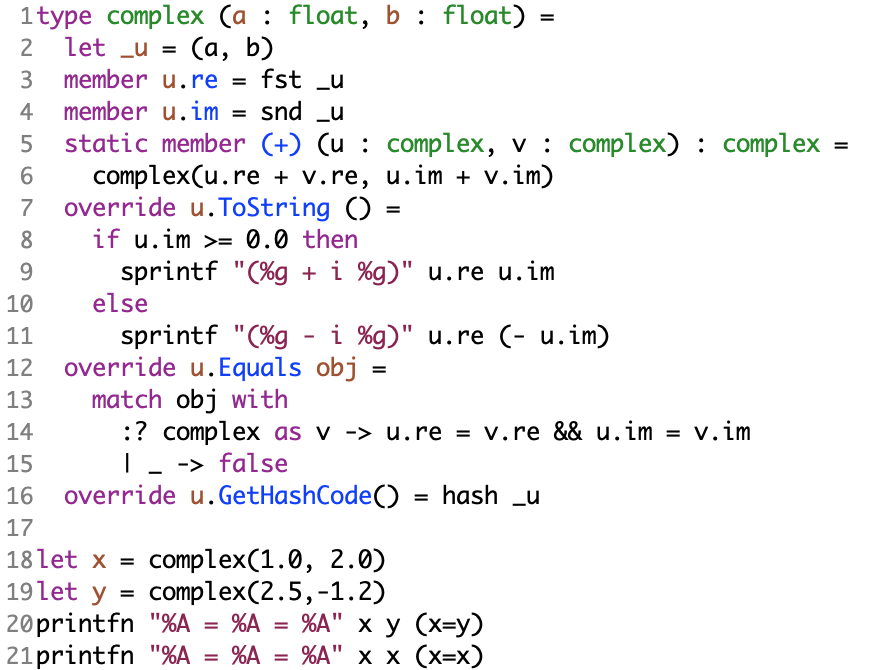 1type complex (a : float, b : float) =
2  let _u = (a, b)
3  member u.re = fst _u
4  member u.im = snd _u
5  static member (+) (u : complex, v : complex) : complex =
6    complex(u.re + v.re, u.im + v.im)
7  override u.ToString () =
8    if u.im >= 0.0 then
9      sprintf "(%g + i %g)" u.re u.im
10    else
11      sprintf "(%g - i %g)" u.re (- u.im)
12  override u.Equals obj =
13    match obj with
14      :? complex as v -> u.re = v.re && u.im = v.im
15      | _ -> false
16  override u.GetHashCode() = hash _u
17
18let x = complex(1.0, 2.0)
19let y = complex(2.5,-1.2)
20printfn "%A = %A = %A" x y (x=y)
21printfn "%A = %A = %A" x x (x=x)